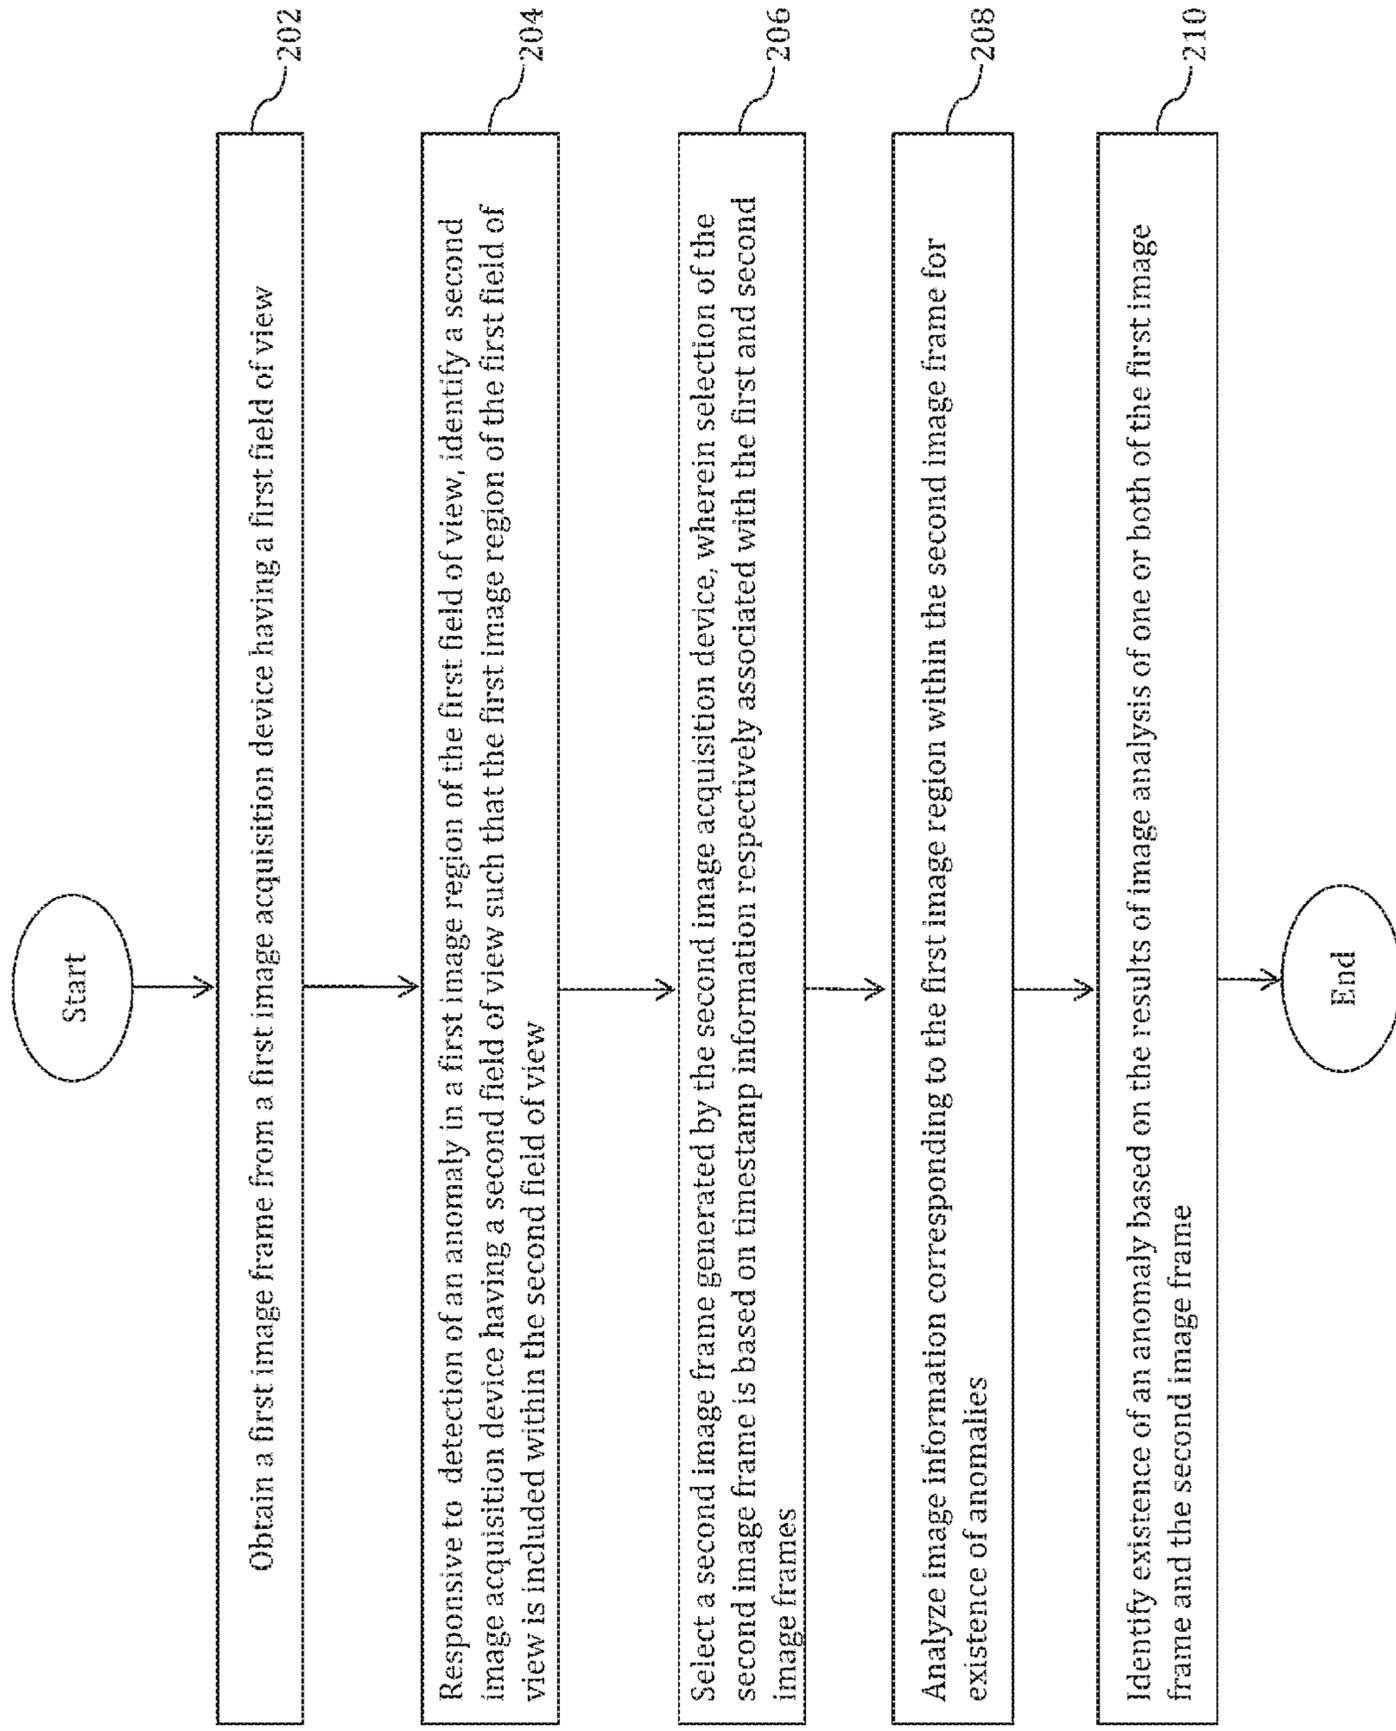 Start
Obtain a first image frame from a first image acquisition device having a first field of view
202
Responsive to detection of an anomaly in a first image region of the first field of view, identify a second
image acquisition device having a second field of view such that the first image region of the first field of
view is included within the second field of view
204
Select a second image frame generated by the second image acquisition device, wherein selection of the
second image frame is based on timestamp information respectively associated with the first and second
image frames
206
Analyze image information corresponding to the first image region within the second image frame for
existence of anomalies
208
Identify existence of an anomaly based on the results of image analysis of one or both of the first image
frame and the second image frame
210
End